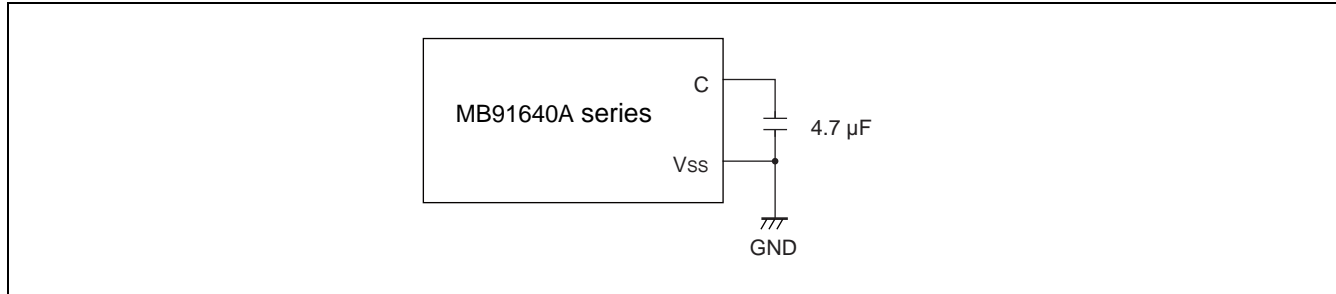 C
MB91640A series
4.7 µF
Vss
GND